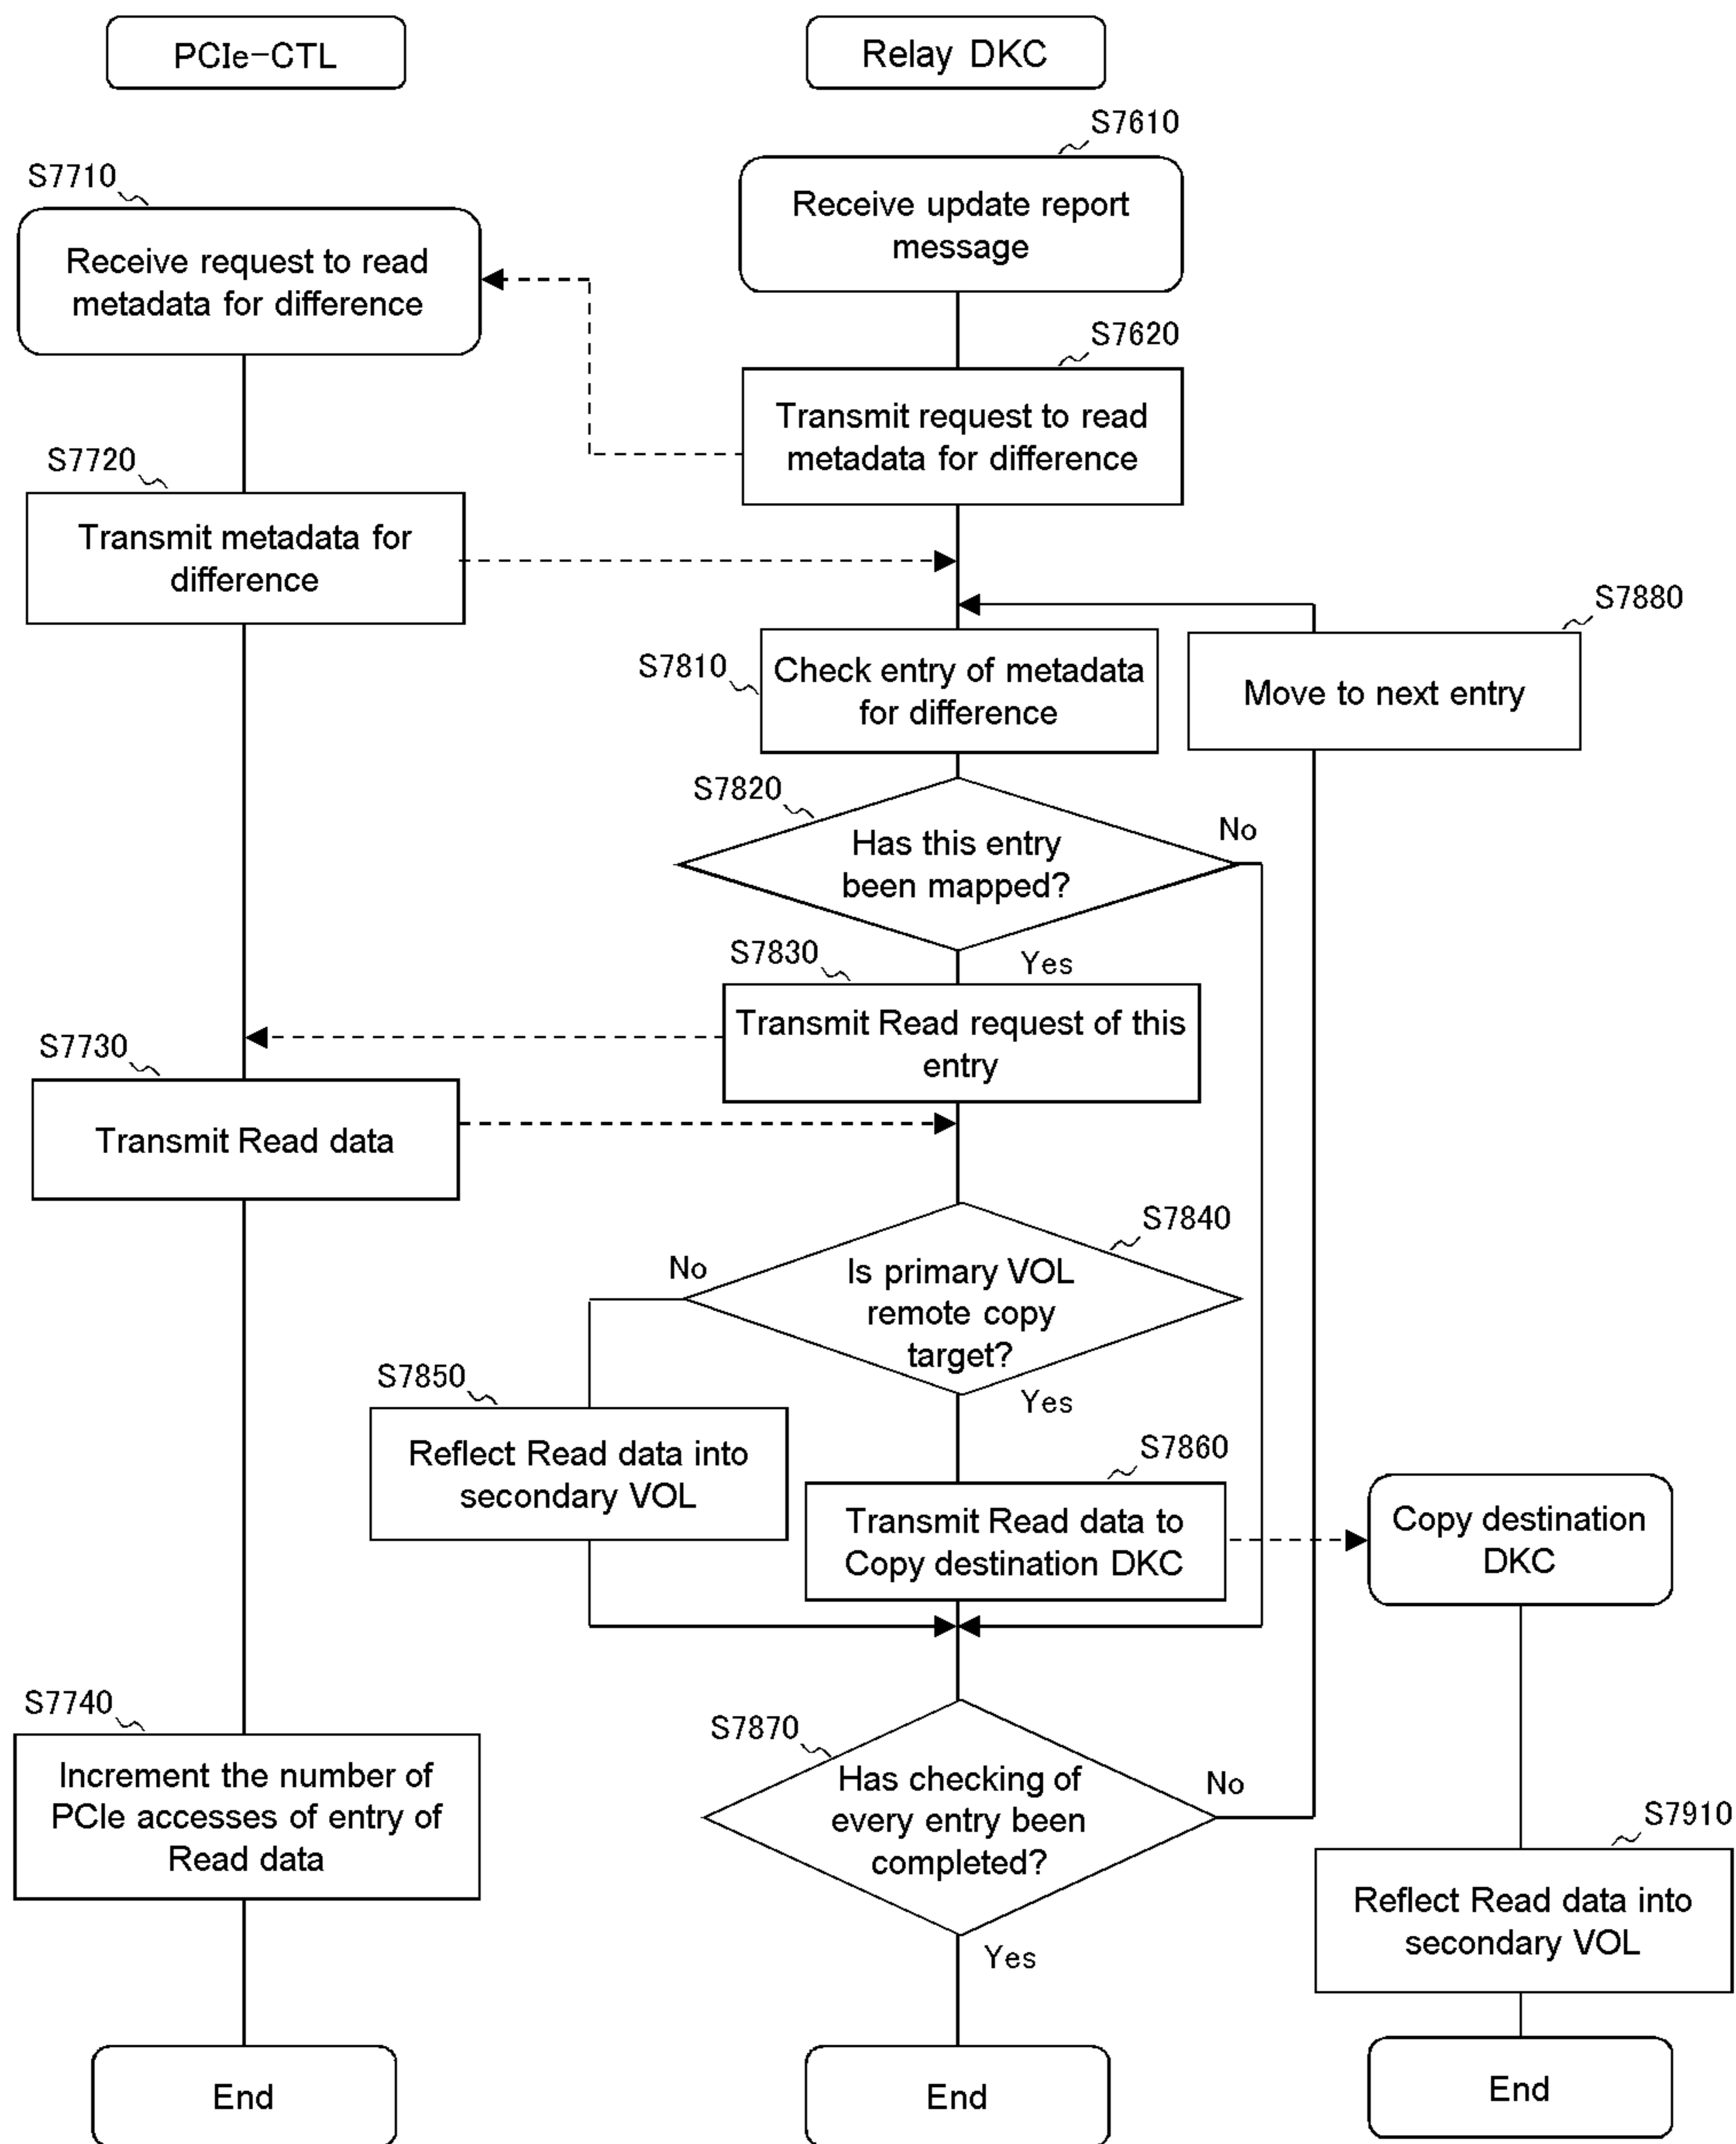 PCIe-CTL
Relay DKC
S7610
Receive update report
message
S7710
Receive request to read
metadata for difference
S7620
Transmit request to read
metadata for difference
S7720
Transmit metadata for
difference
S7880
Move to next entry
S7810
Check entry of metadata
for difference
S7820
Has this entry
been mapped?
No
Yes
S7830
Transmit Read request of this
entry
S7730
Transmit Read data
S7840
Is primary VOL
remote copy
target?
No
Yes
S7850
Reflect Read data into
secondary VOL
S7860
Transmit Read data to
Copy destination DKC
Copy destination
DKC
S7740
Increment the number of
PCIe accesses of entry of
Read data
S7870
Has checking of
every entry been
completed?
No
Yes
S7910
Reflect Read data into
secondary VOL
End
End
End